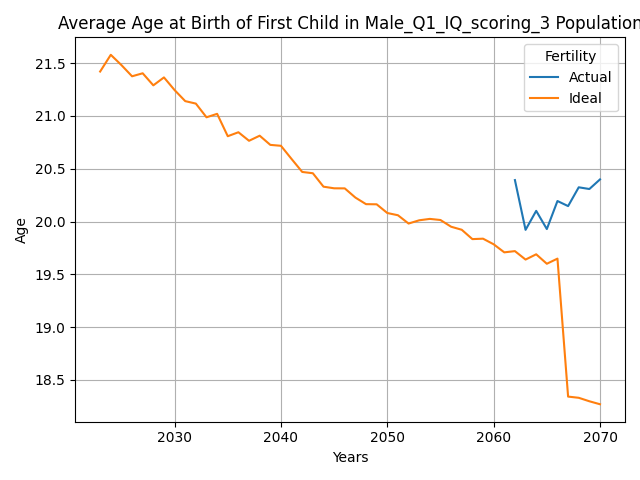 Average Age at Birth of First Child in Male_Q1_IQ_scoring_3 Population
Fertility
Actual
Ideal
21.5
21.0
20.5
20.0
19.5
19.0
18.5
Age
2030 2040 2050 2060 2070
Years